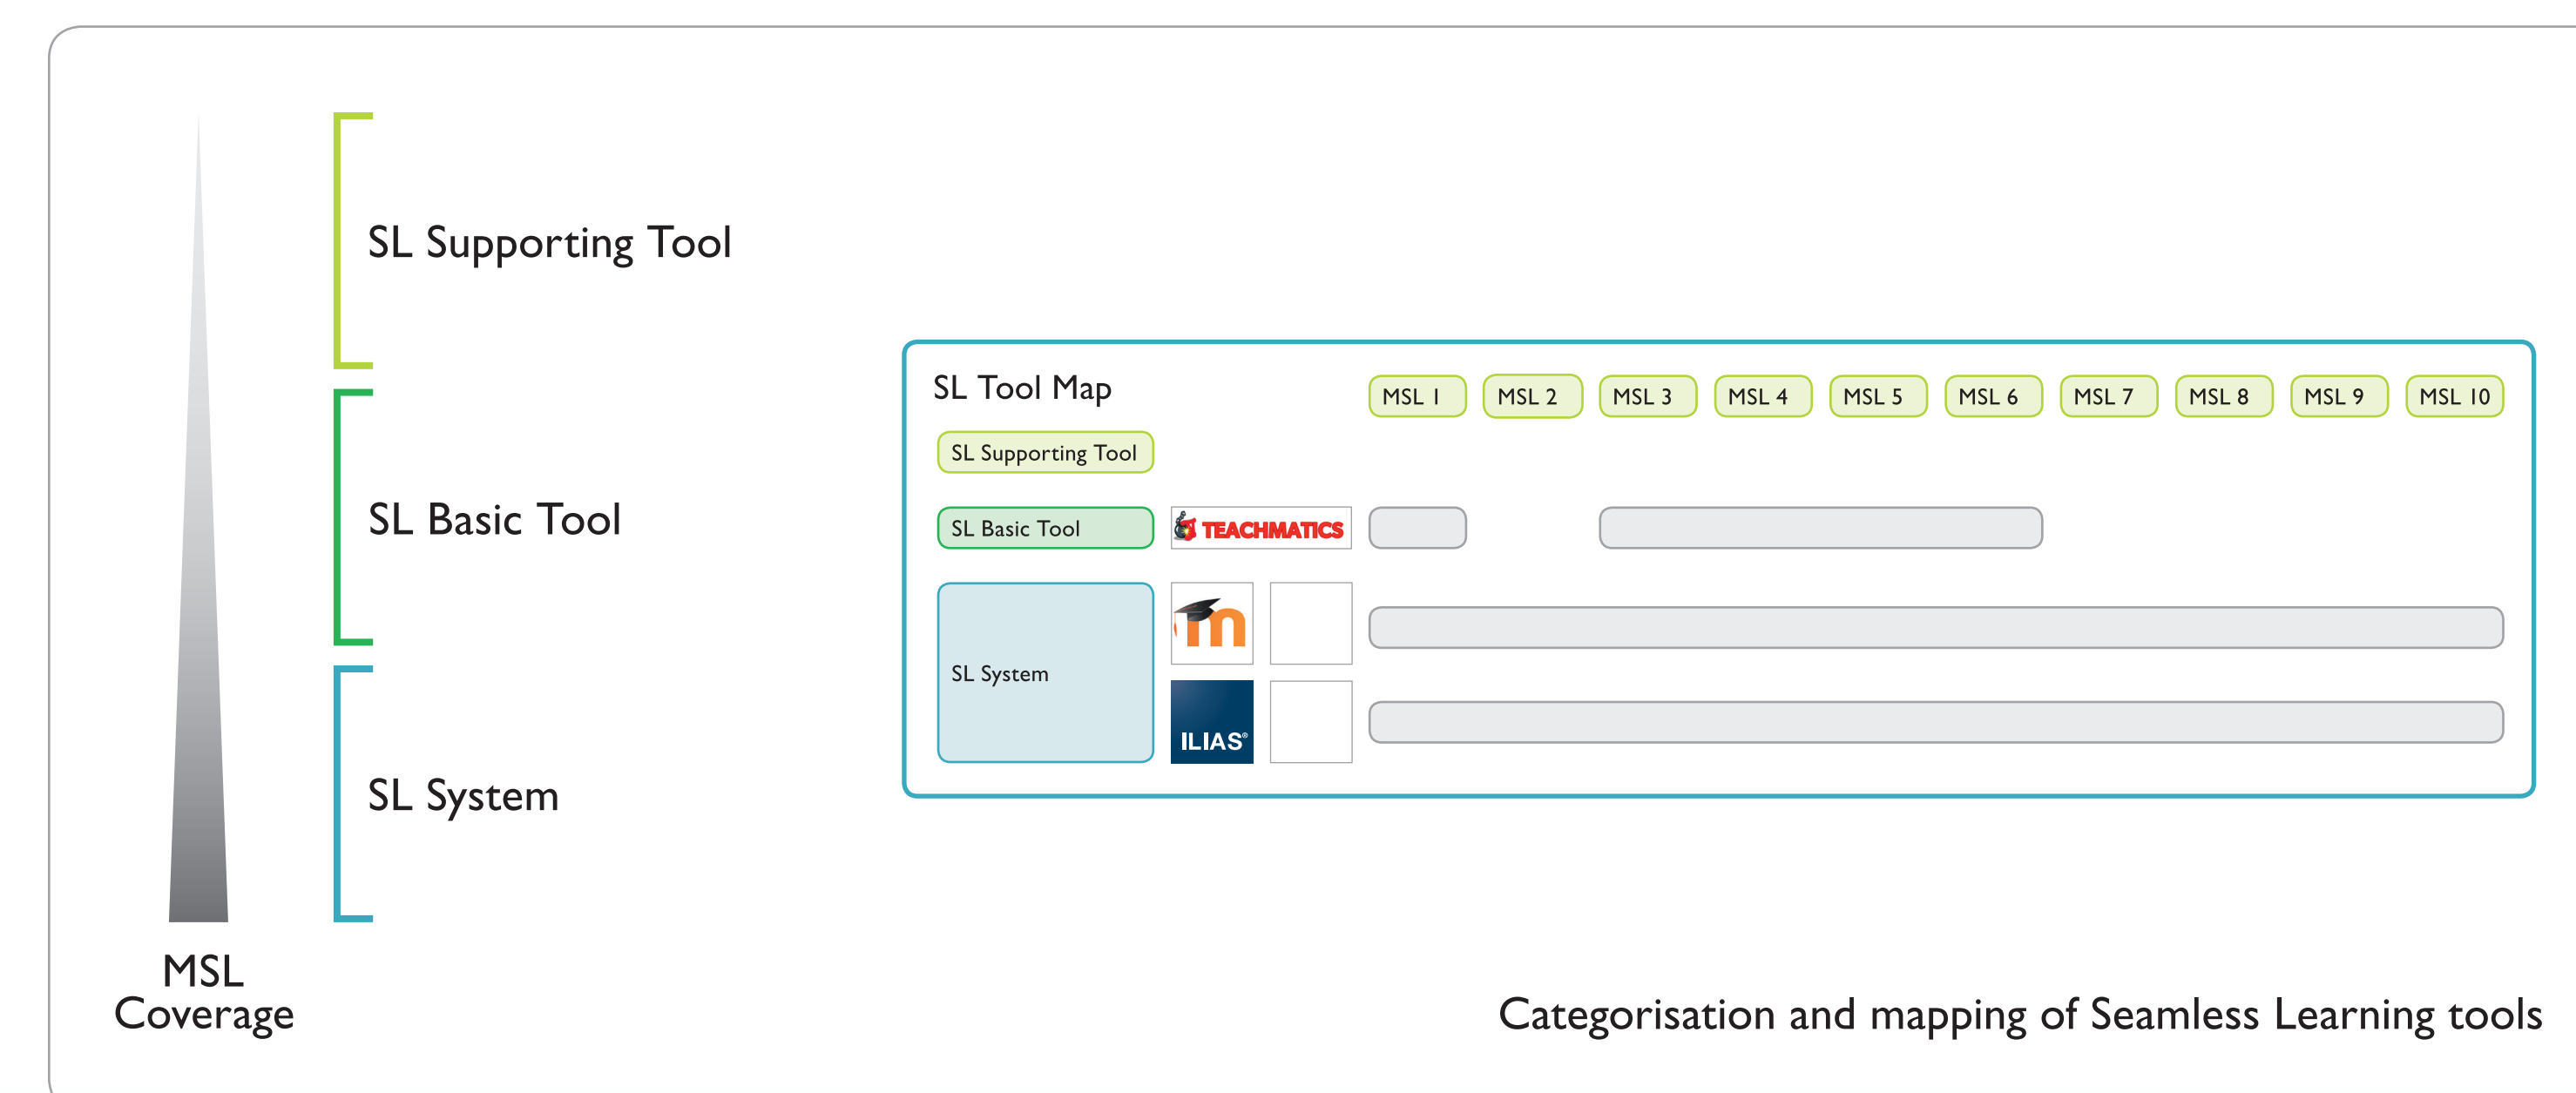 SL Supporting Tool
SL Basic Tool
SL System
MSL
Coverage
SL Tool Map
MSL 1
MSL 2
MSL 3
MSL 4
MSL 5
MSL 6
MSL 7
MSL 8
MSL 9
MSL 10
SL Supporting Tool
SL Basic Tool
TEACHMATICS
SL System
m
ILIAS®
Categorisation and mapping of Seamless Learning tools